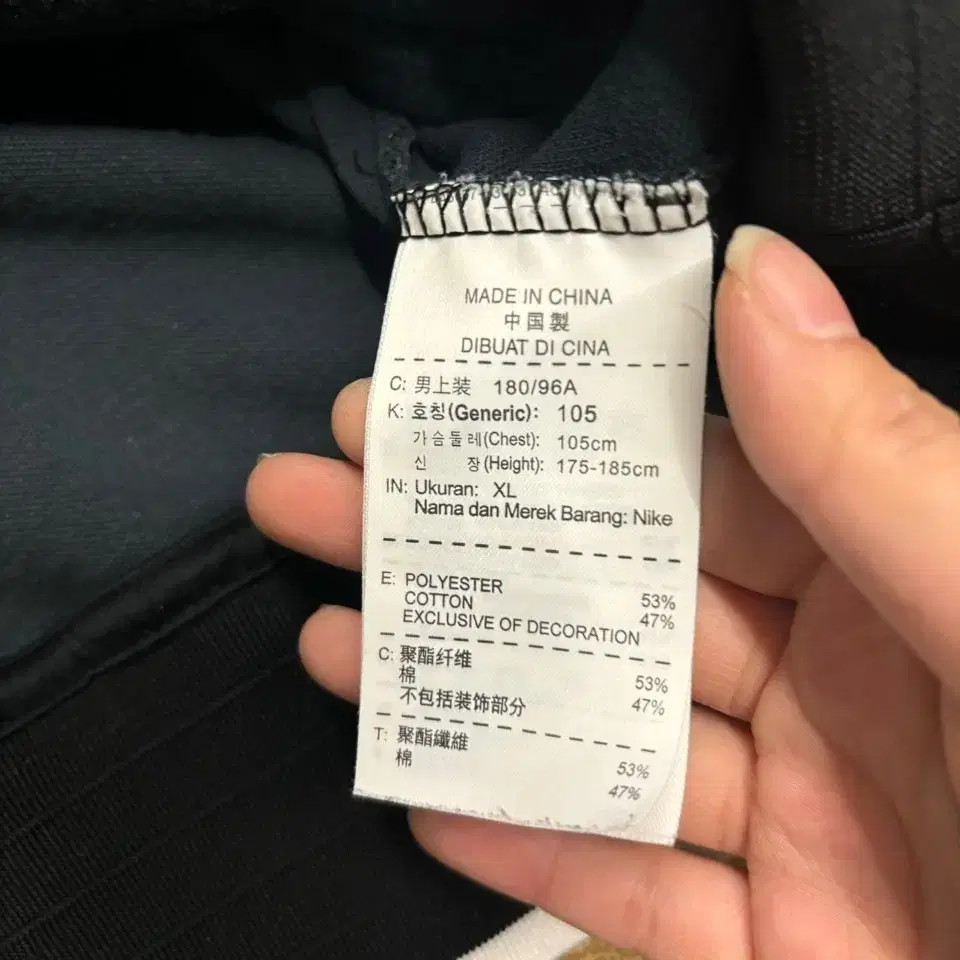 MADE IN CHINA
中国製
DIBUAT DI CINA
C: 男上装 180/96A
K: 호칭(Generic): 105
가슴둘레(Chest): 105cm
신 장(Height): 175-185cm
IN: Ukuran: XL
Nama dan Merek Barang: Nike
E: POLYESTER 53%
COTTON 47%
EXCLUSIVE OF DECORATION
C: 聚酯纤维 53%
棉 47%
不包括装饰部分
T: 聚酯纖維 53%
棉 47%